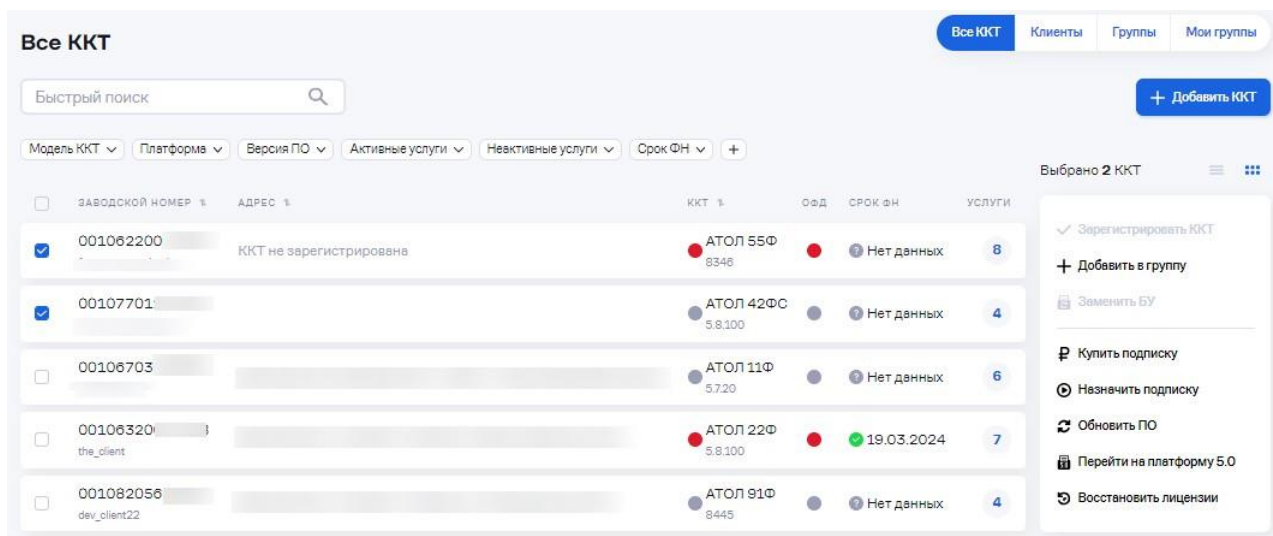 Все ККТ
Все ККТ Клиенты Группы Мои группы
Быстрый поиск
+ Добавить ККТ
Модель ККТ Платформа Версия ПО Активные услуги Неактивные услуги Срок ФН +
Выбрано 2 ККТ
ЗАВОДСКОЙ НОМЕР АДРЕС ККТ ОФД СРОК ФН УСЛУГИ
001062200 ККТ не зарегистрирована АТОЛ 55Ф Нет данных 8
8346
00107701 АТОЛ 42ФС Нет данных 4
5.8.100
00106703 АТОЛ 11Ф Нет данных 6
5.7.20
00106320 АТОЛ 22Ф 19.03.2024 7
the_client 5.8.100
001082056 АТОЛ 91Ф Нет данных 4
dev_client22 8445
Зарегистрировать ККТ
+ Добавить в группу
Заменить БУ
₽ Купить подписку
Назначить подписку
Обновить ПО
Перейти на платформу 5.0
Восстановить лицензии